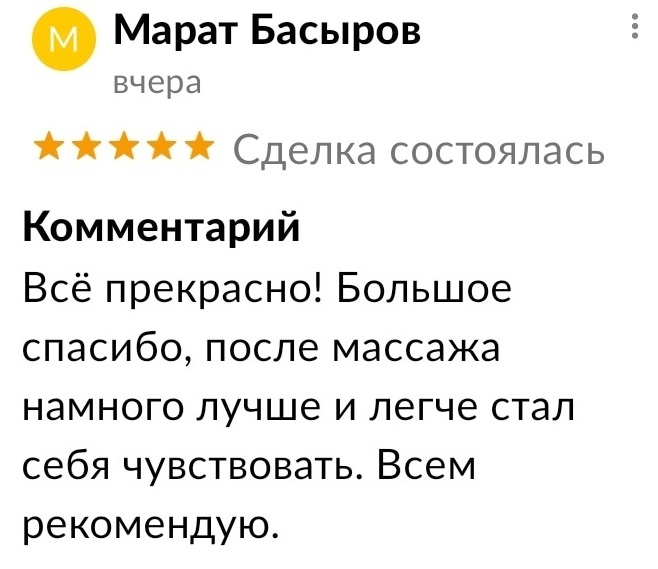 М
Марат Басыров
вчера
Сделка состоялась
Комментарий
Всё прекрасно! Большое
спасибо, после массажа
намного лучше и легче стал
себя чувствовать. Всем
рекомендую.